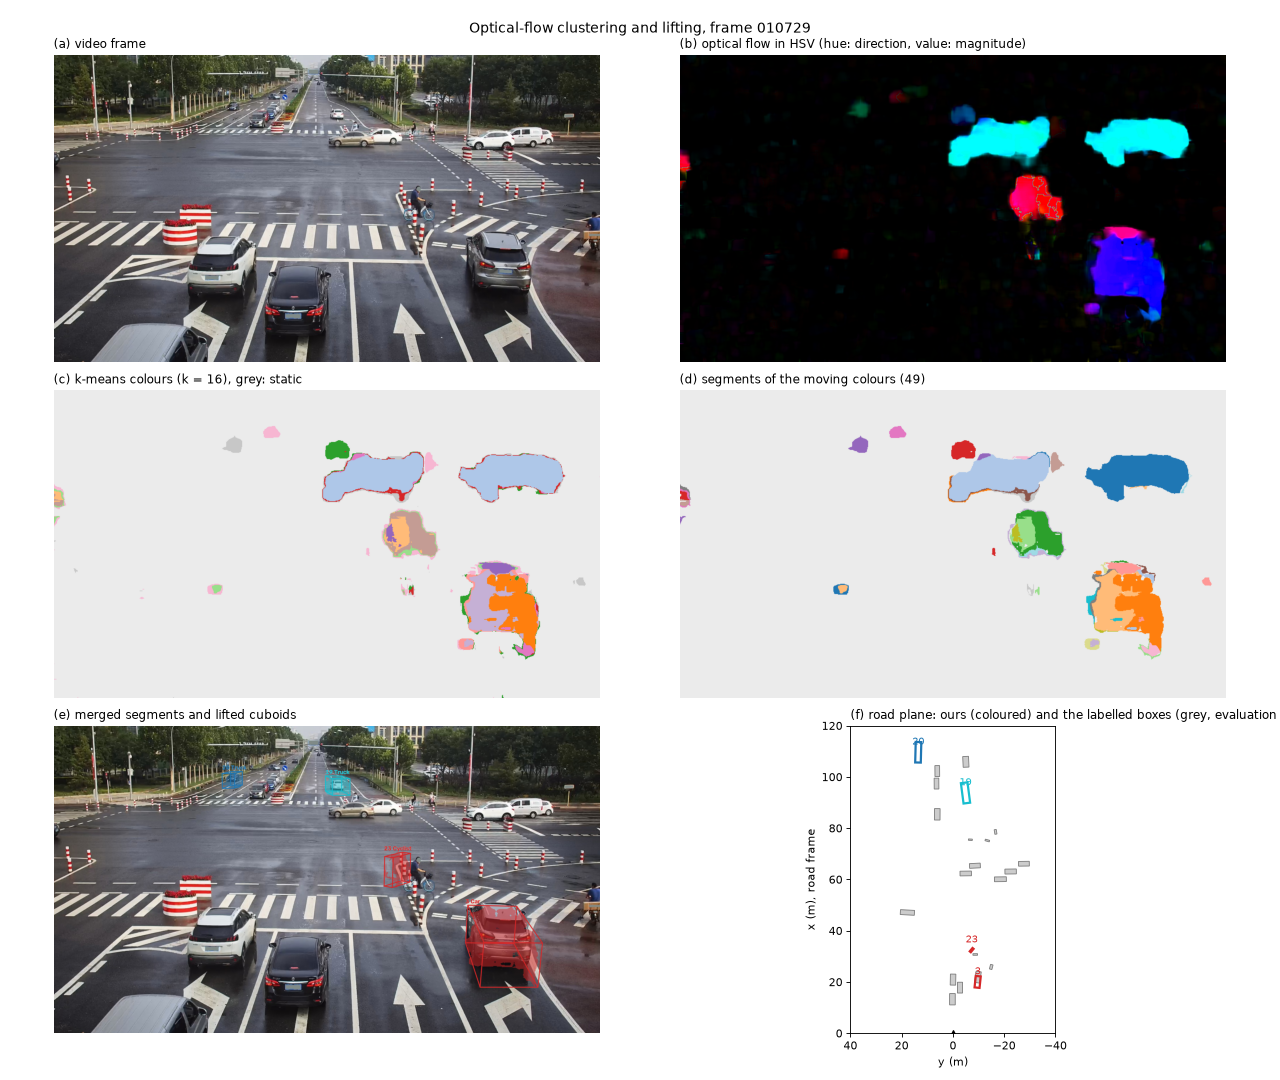 Optical-flow clustering and lifting, frame 010729
(a) video frame
(b) optical flow in HSV (hue: direction, value: magnitude)
(c) k-means colours (k = 16), grey: static
(d) segments of the moving colours (49)
(e) merged segments and lifted cuboids
(f) road plane: ours (coloured) and the labelled boxes (grey, evaluation
120
100
80
60
40
20
0
x (m), road frame
20
19
23
3
40
20
0
−20
−40
y (m)